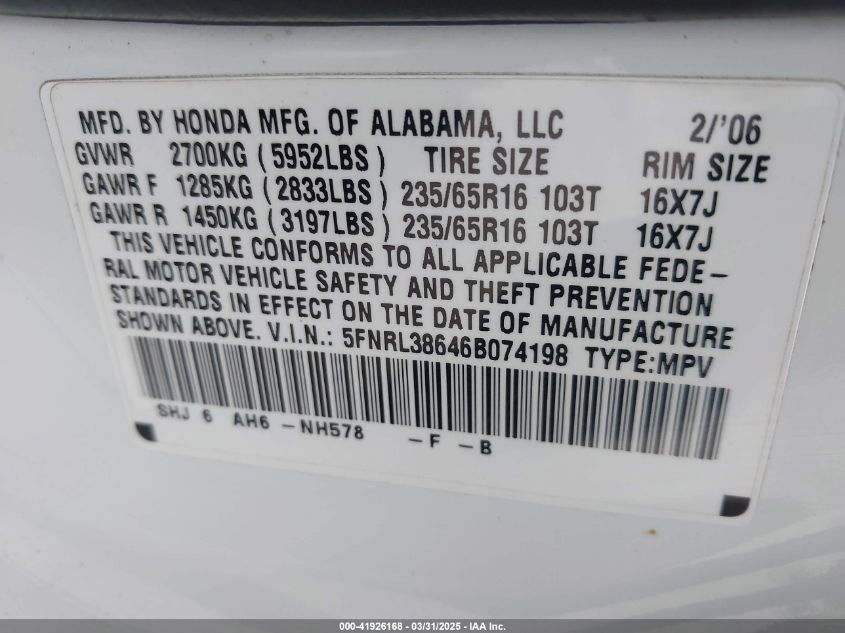 MFD. BY HONDA MFG. OF ALABAMA, LLC 2/'06
GVWR 2700KG (5952LBS) TIRE SIZE RIM SIZE
GAWR F 1285KG (2833LBS) 235/65R16 103T 16X7J
GAWR R 1450KG (3197LBS) 235/65R16 103T 16X7J
THIS VEHICLE CONFORMS TO ALL APPLICABLE FEDE-
RAL MOTOR VEHICLE SAFETY AND THEFT PREVENTION
STANDARDS IN EFFECT ON THE DATE OF MANUFACTURE
SHOWN ABOVE. V.I.N.: 5FNRL38646B074198 TYPE:MPV
SHJ 6 AH6 -NH578 -F -B
000-41926168 - 03/31/2025 - IAA Inc.